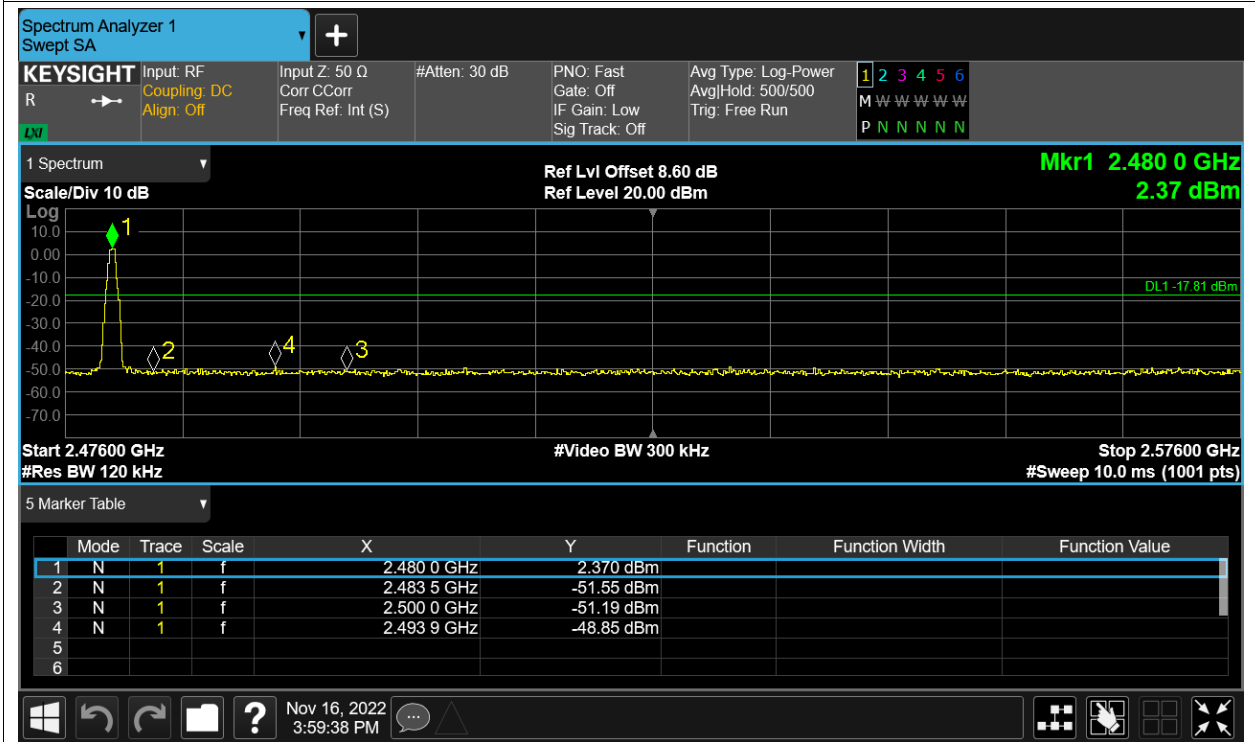 Spectrum Analyzer 1
Swept SA
+
KEYSIGHT Input: RF Input Z: 50 Ω #Atten: 30 dB PNO: Fast Avg Type: Log-Power 1 2 3 4 5 6
R Coupling: DC Corr CCorr Gate: Off Avg|Hold: 500/500 M W W W W W
Align: Off Freq Ref: Int (S) IF Gain: Low Trig: Free Run
LXI Sig Track: Off P N N N N N
1 Spectrum Ref Lvl Offset 8.60 dB Mkr1 2.480 0 GHz
Scale/Div 10 dB Ref Level 20.00 dBm 2.37 dBm
Log
10.0 1
0.00
-10.0
DL1 -17.81 dBm
-20.0
-30.0
-40.0 2 4 3
-50.0
-60.0
-70.0
Start 2.47600 GHz #Video BW 300 kHz Stop 2.57600 GHz
#Res BW 120 kHz #Sweep 10.0 ms (1001 pts)
5 Marker Table
Mode Trace Scale X Y Function Function Width Function Value
1 N 1 f 2.480 0 GHz 2.370 dBm
2 N 1 f 2.483 5 GHz -51.55 dBm
3 N 1 f 2.500 0 GHz -51.19 dBm
4 N 1 f 2.493 9 GHz -48.85 dBm
5
6
? Nov 16, 2022
3:59:38 PM